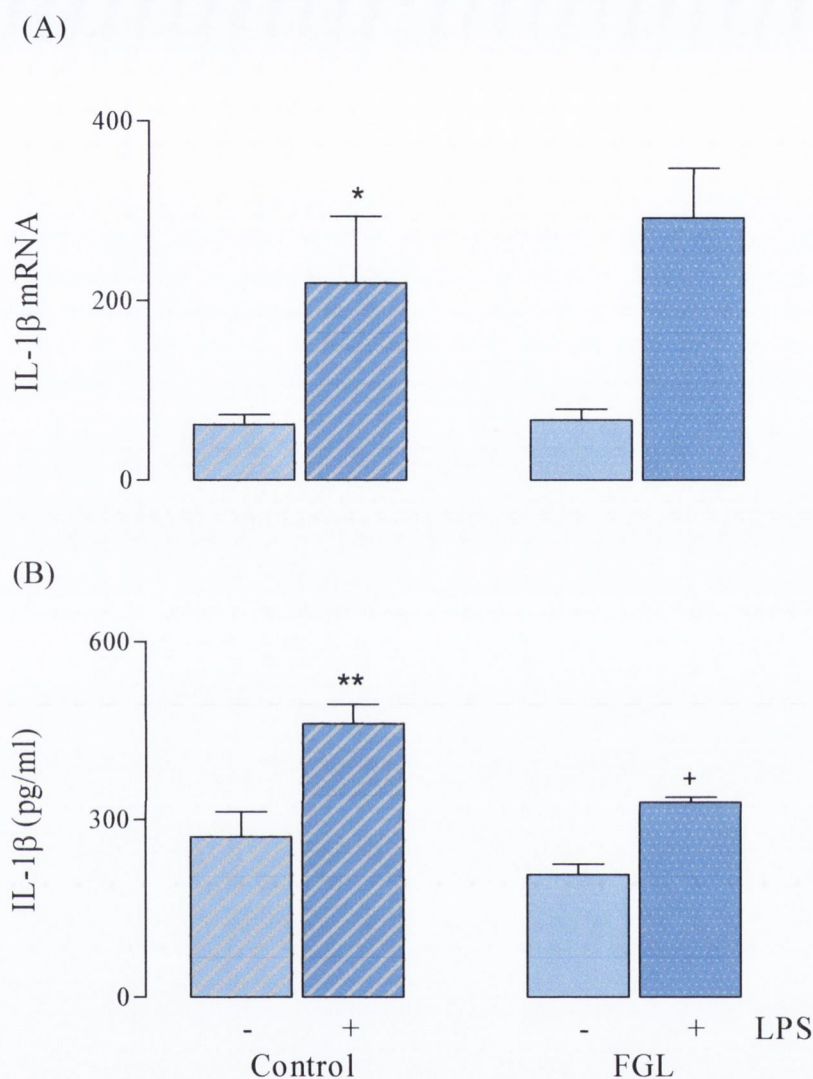 (A)
400
200
0
IL-1β mRNA
*
(B)
600
300
0
IL-1β (pg/ml)
**
+
- + - + LPS
Control FGL